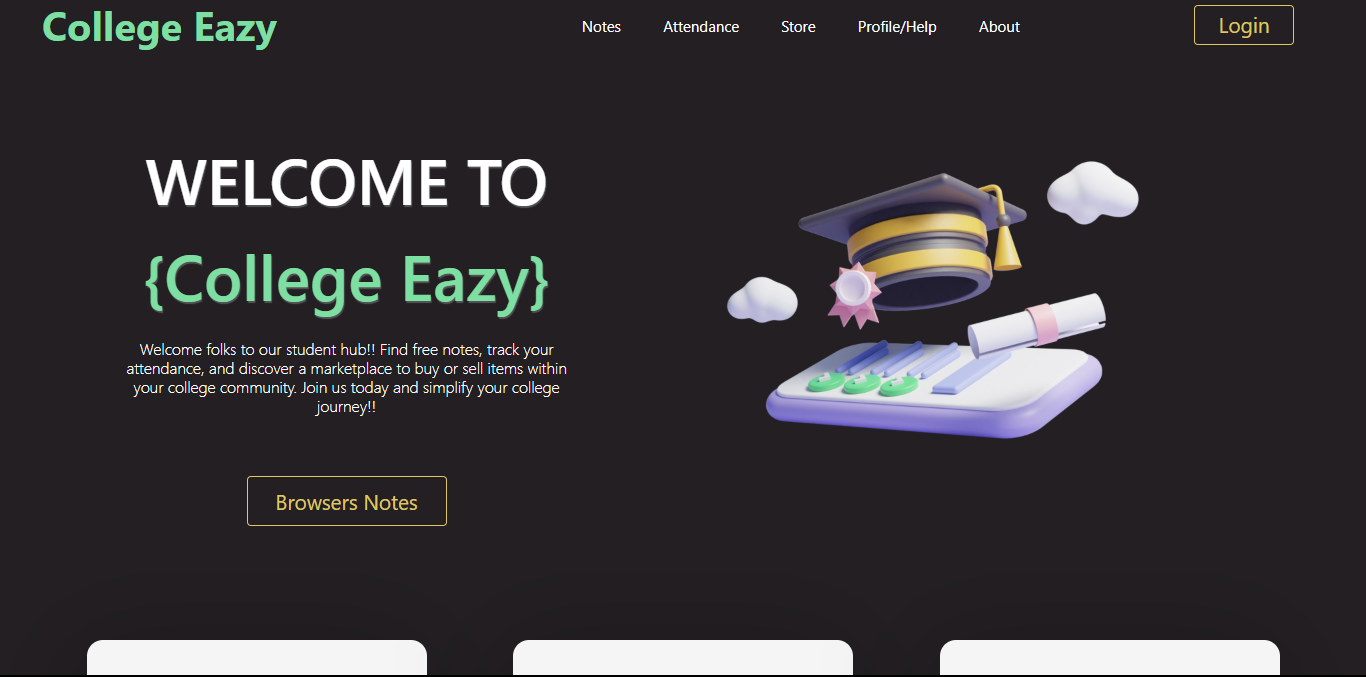 College Eazy
Notes Attendance Store Profile/Help About
Login
WELCOME TO
{College Eazy}
Welcome folks to our student hub!! Find free notes, track your
attendance, and discover a marketplace to buy or sell items within
your college community. Join us today and simplify your college
journey!!
Browsers Notes